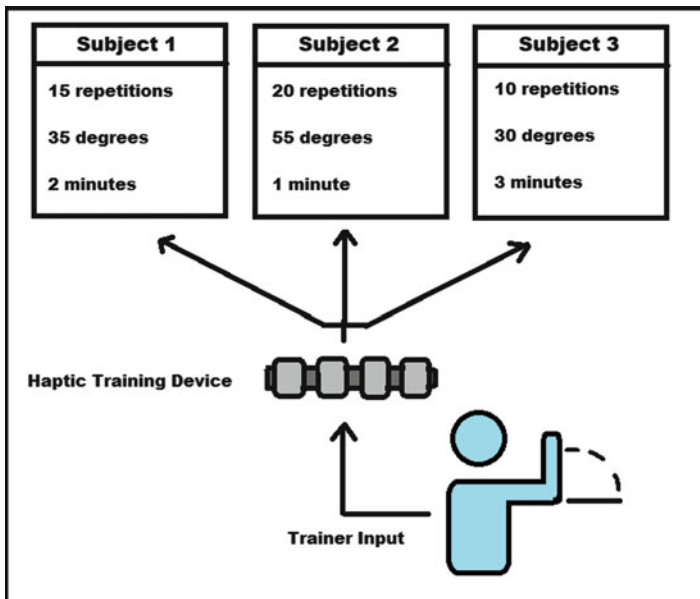 Subject 1
15 repetitions
35 degrees
2 minutes
Subject 2
20 repetitions
55 degrees
1 minute
Subject 3
10 repetitions
30 degrees
3 minutes
Haptic Training Device
Trainer Input